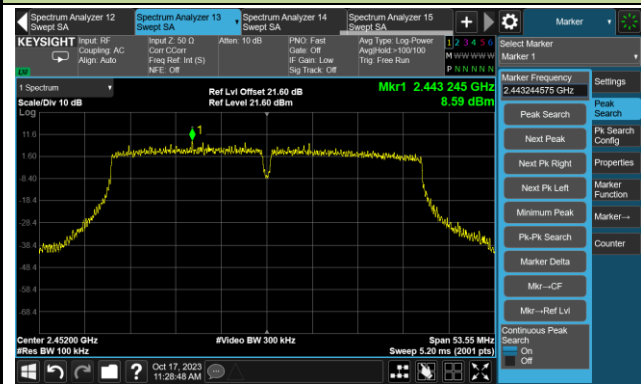 Spectrum Analyzer 12
Swept SA
Spectrum Analyzer 13
Swept SA
Spectrum Analyzer 14
Swept SA
Spectrum Analyzer 15
Swept SA
+
Marker
KEYSIGHT
Input: RF
Coupling: AC
Align: Auto
Input Z: 50 Ω
Corr CCorr
Freq Ref: Int (S)
NFE: Off
Atten: 10 dB
PNO: Fast
Gate: Off
IF Gain: Low
Sig Track: Off
Avg Type: Log-Power
Avg|Hold:>100/100
Trig: Free Run
1 2 3 4 5 6
M W W W W W
P N N N N N
LW
Select Marker
Marker 1
1 Spectrum
Scale/Div 10 dB
Log
Ref Lvl Offset 21.60 dB
Ref Level 21.60 dBm
Mkr1 2.443 245 GHz
8.59 dBm
1
11.6
1.60
-8.40
-18.4
-28.4
-38.4
-48.4
-58.4
-68.4
Center 2.45200 GHz
#Res BW 100 kHz
#Video BW 300 kHz
Span 53.55 MHz
Sweep 5.20 ms (2001 pts)
Marker Frequency
2.443244575 GHz
Peak Search
Next Peak
Next Pk Right
Next Pk Left
Minimum Peak
Pk-Pk Search
Marker Delta
Mkr→CF
Mkr→Ref Lvl
Continuous Peak
Search
On
Off
Settings
Peak
Search
Pk Search
Config
Properties
Marker
Function
Marker→
Counter
?
Oct 17, 2023
11:28:48 AM